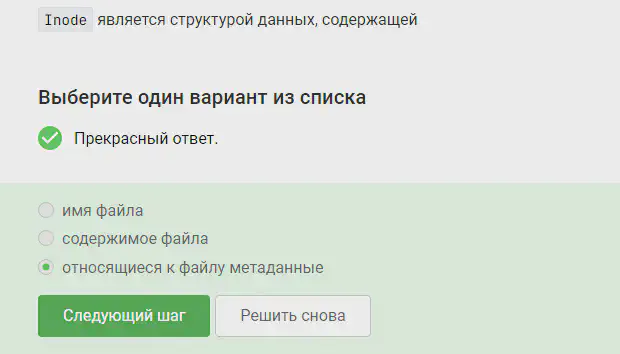 Inode является структурой данных, содержащей
Выберите один вариант из списка
Прекрасный ответ.
имя файла
содержимое файла
относящиеся к файлу метаданные
Следующий шаг
Решить снова